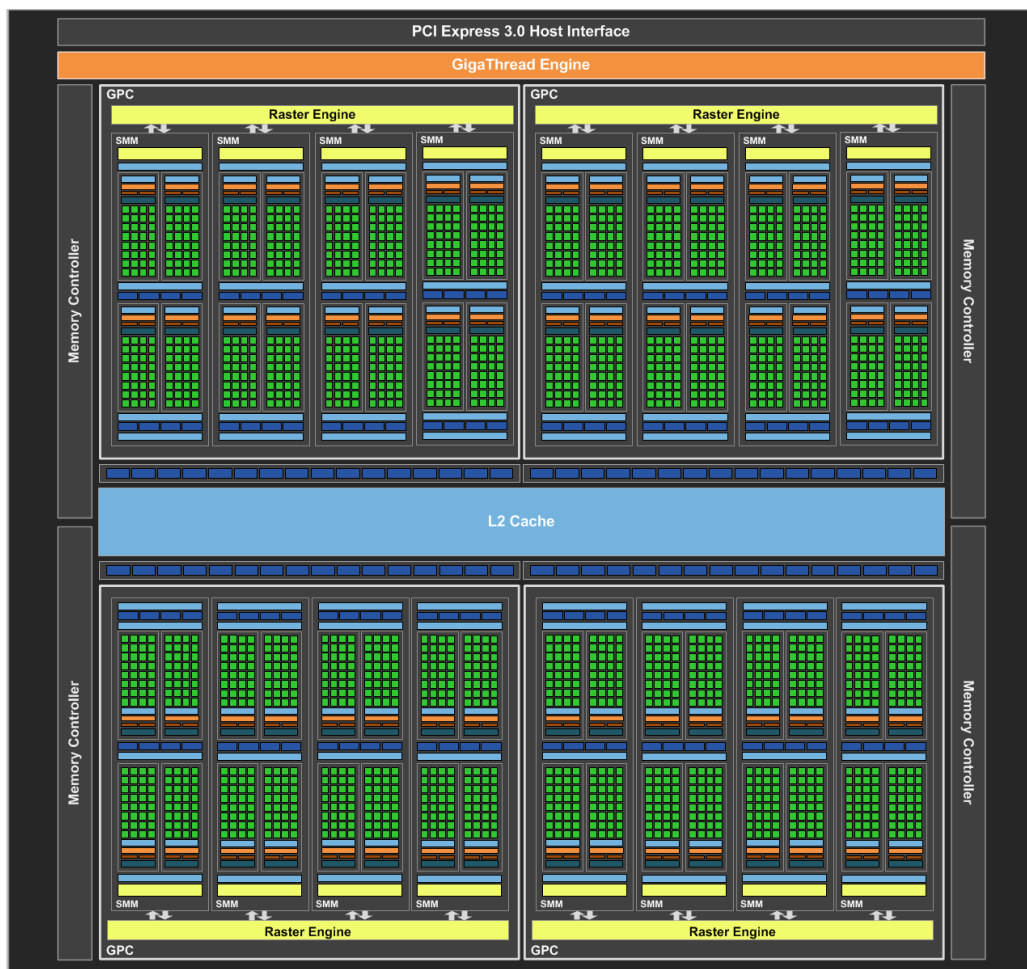 PCI Express 3.0 Host Interface
GigaThread Engine
GPC
GPC
Raster Engine
Raster Engine
SMM
SMM
SMM
SMM
SMM
SMM
SMM
SMM
Memory Controller
Memory Controller
L2 Cache
Memory Controller
Memory Controller
SMM
SMM
SMM
SMM
SMM
SMM
SMM
SMM
Raster Engine
Raster Engine
GPC
GPC